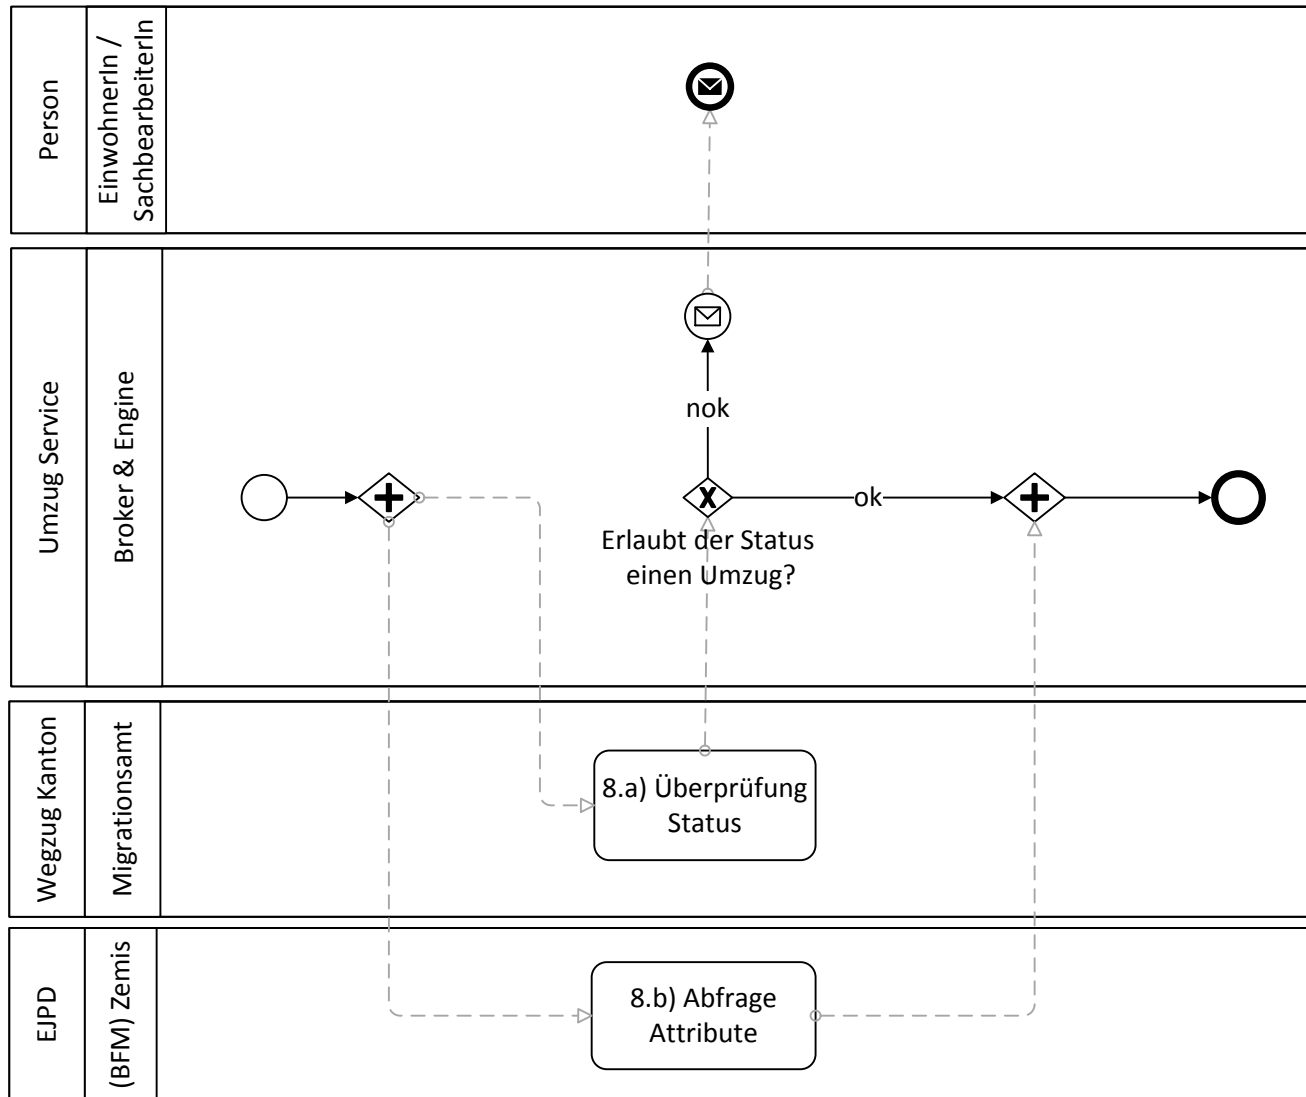 Person
EinwohnerIn /
SachbearbeiterIn
Umzug Service
Broker & Engine
nok
ok
Erlaubt der Status
einen Umzug?
Wegzug Kanton
Migrationsamt
8.a) Überprüfung
Status
EJPD
(BFM) Zemis
8.b) Abfrage
Attribute